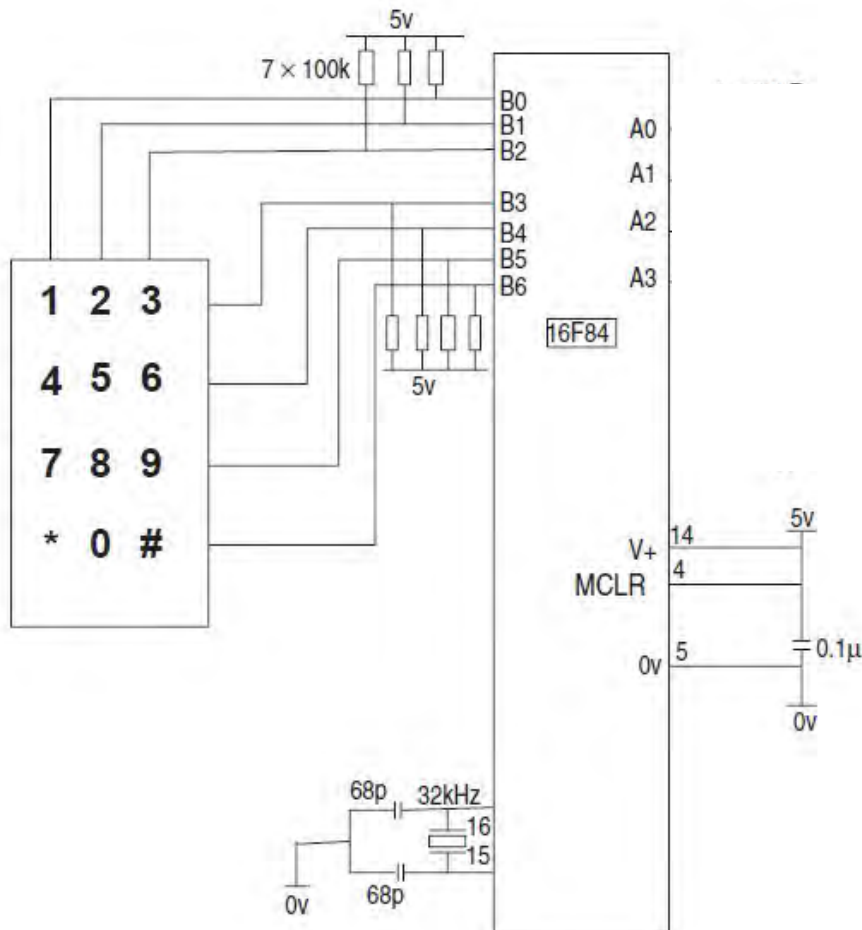 5v
7 × 100k
B0
B1
B2
B3
B4
B5
B6
A0
A1
A2
A3
1 2 3
4 5 6
7 8 9
* 0 #
16F84
5v
5v
V+ 14
MCLR 4
0v 5
0.1µ
0v
68p 32kHz
16
15
68p
0v